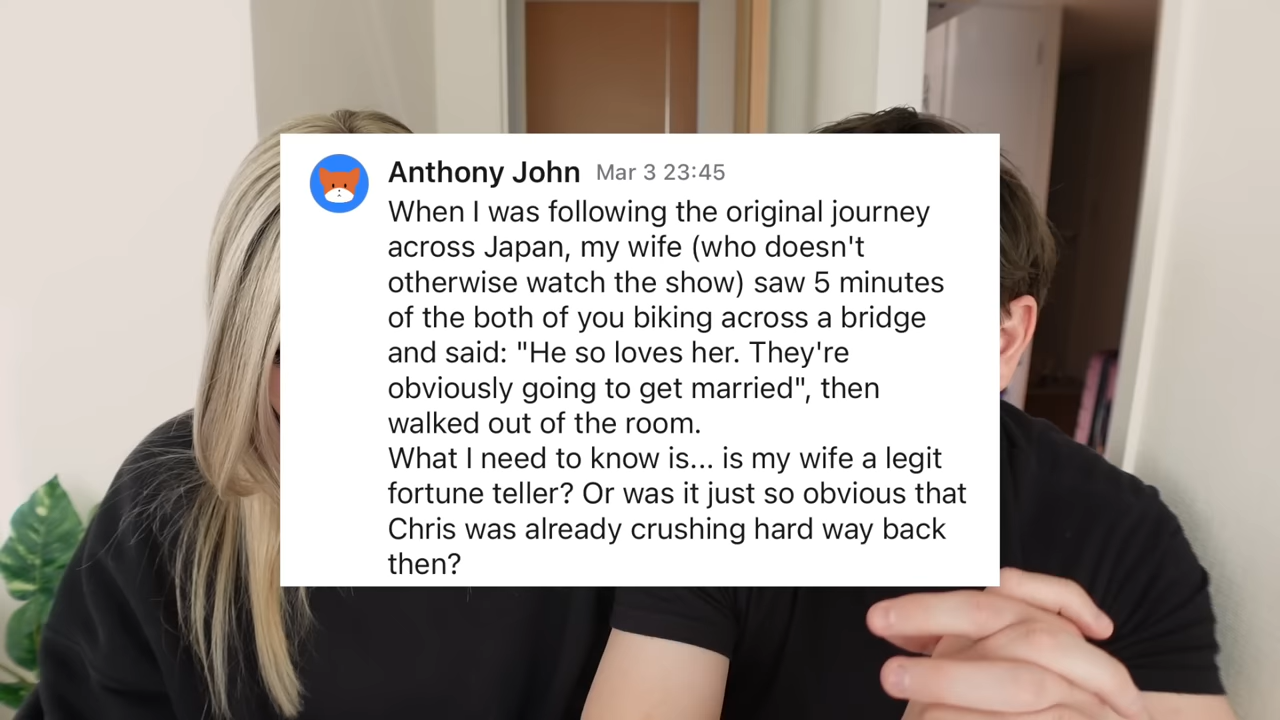 Anthony John Mar 3 23:45
When I was following the original journey
across Japan, my wife (who doesn't
otherwise watch the show) saw 5 minutes
of the both of you biking across a bridge
and said: "He so loves her. They're
obviously going to get married", then
walked out of the room.
What I need to know is... is my wife a legit
fortune teller? Or was it just so obvious that
Chris was already crushing hard way back
then?